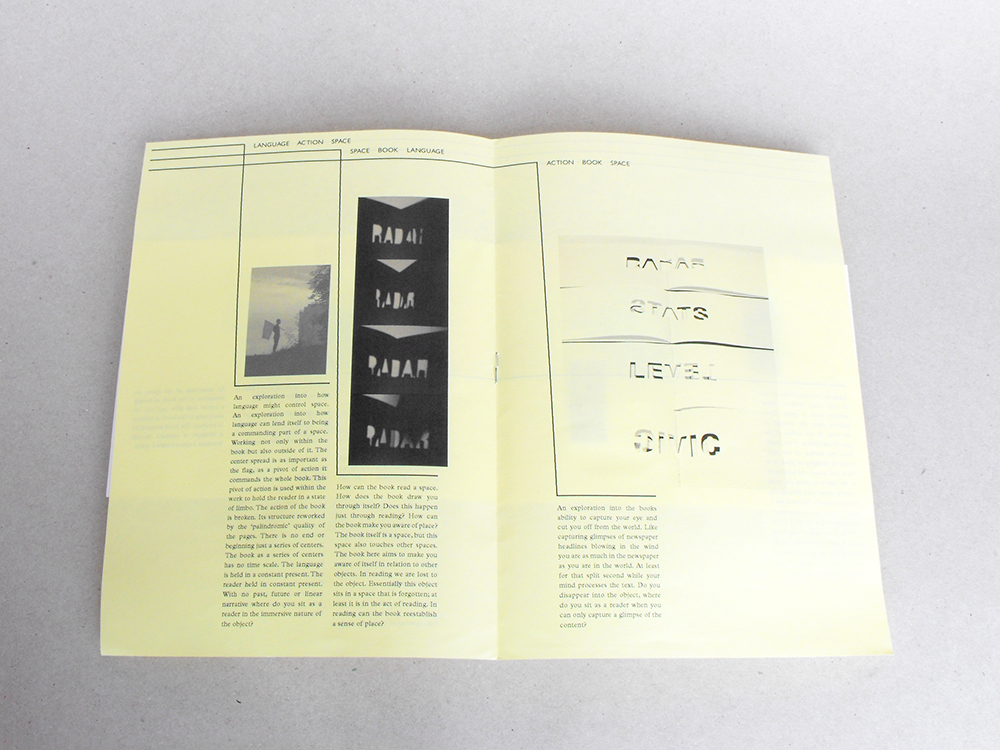 LANGUAGE ACTION SPACE
An exploration into how
language might control space.
An exploration into how
language can lend itself to being
a commanding part of a space.
Working not only within the
book but also outside of it. The
center spread is as important as
the flag, as a pivot of action it
commands the whole book. This
pivot of action is used within the
work to hold the reader in a state
of limbo. The action of the book
is broken. Its structure reworked
by the 'palindromic' quality of
the pages. There is no end or
beginning just a series of centers.
The book as a series of centers
has no time scale. The language
is held in a constant present. The
reader held in constant present.
With no past, future or linear
narrative where do you sit as a
reader in the immersive nature of
the object?
SPACE BOOK LANGUAGE
RADAR
RADAR
RADAR
RADAR
How can the book read a space.
How does the book draw you
through itself? Does this happen
just through reading? How can
the book make you aware of place?
The book itself is a space, but this
space also touches other spaces.
The book here aims to make you
aware of itself in relation to other
objects. In reading we are lost to
the object. Essentially this object
sits in a space that is forgotten; at
least it is in the act of reading. In
reading can the book reestablish
a sense of place?
ACTION BOOK SPACE
RADAR
STATS
LEVEL
CIVIC
An exploration into the books
ability to capture your eye and
cut you off from the world. Like
capturing glimpses of newspaper
headlines blowing in the wind
you are as much in the newspaper
as you are in the world. At least
for that split second while your
mind processes the text. Do you
disappear into the object, where
do you sit as a reader when you
can only capture a glimpse of the
content?